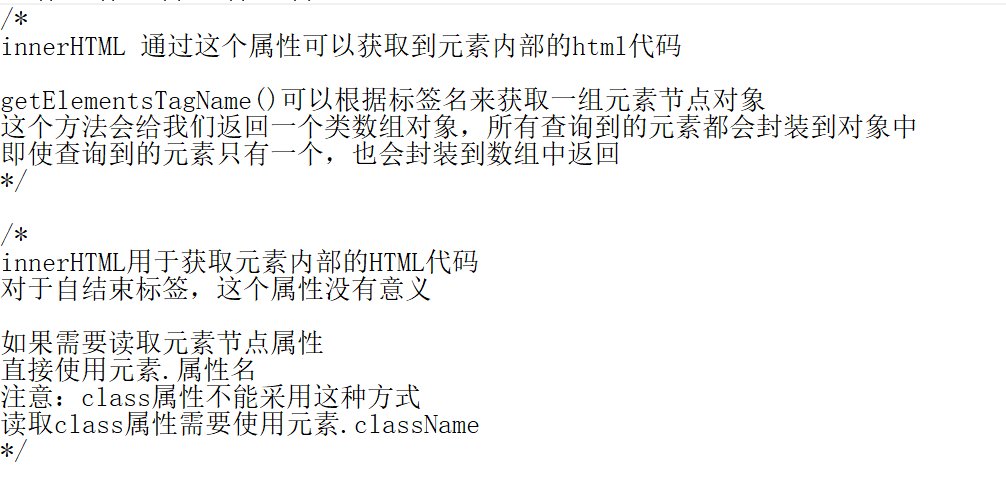 /*
innerHTML 通过这个属性可以获取到元素内部的html代码
getElementsTagName()可以根据标签名来获取一组元素节点对象
这个方法会给我们返回一个类数组对象，所有查询到的元素都会封装到对象中
即使查询到的元素只有一个，也会封装到数组中返回
*/
/*
innerHTML用于获取元素内部的HTML代码
对于自结束标签，这个属性没有意义
如果需要读取元素节点属性
直接使用元素.属性名
注意：class属性不能采用这种方式
读取class属性需要使用元素.className
*/